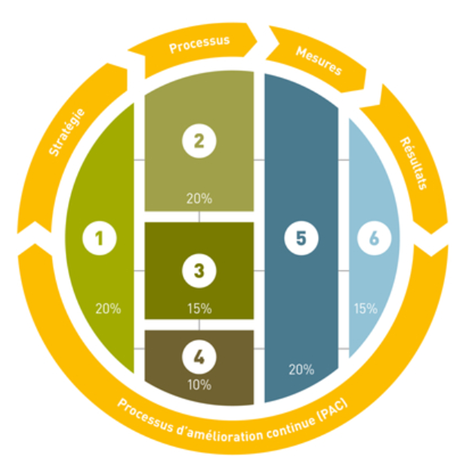 Stratégie
Processus
Mesures
Résultats
1
20%
2
20%
3
15%
4
10%
5
20%
6
15%
Processus d'amélioration continue (PAC)